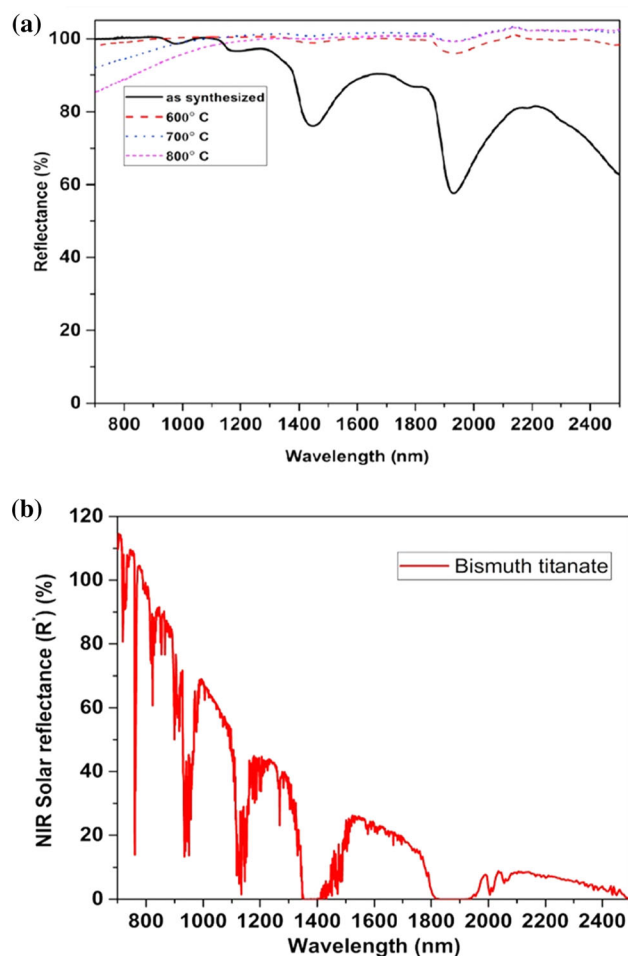 (a)
100
80
60
40
20
0
Reflectance (%)
as synthesized
600° C
700° C
800° C
800 1000 1200 1400 1600 1800 2000 2200 2400
Wavelength (nm)
(b)
120
100
80
60
40
20
0
NIR Solar reflectance (R*) (%)
Bismuth titanate
800 1000 1200 1400 1600 1800 2000 2200 2400
Wavelength (nm)